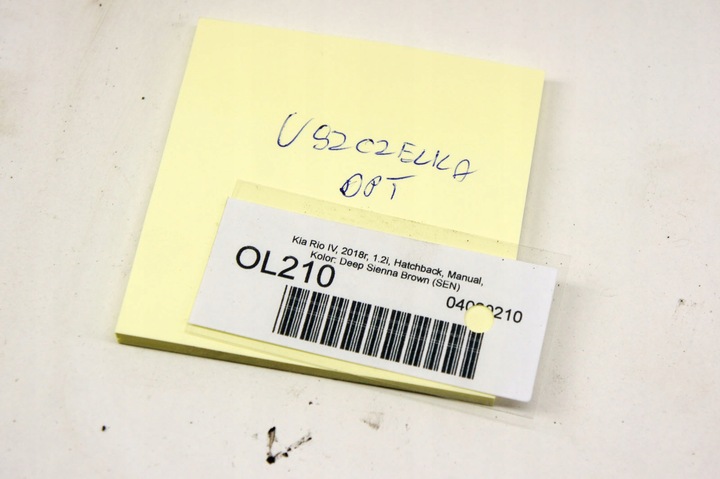 USZCZELKA
DPT
Kia Rio IV, 2018r, 1.2i, Hatchback, Manual,
Kolor: Deep Sienna Brown (SEN)
OL210